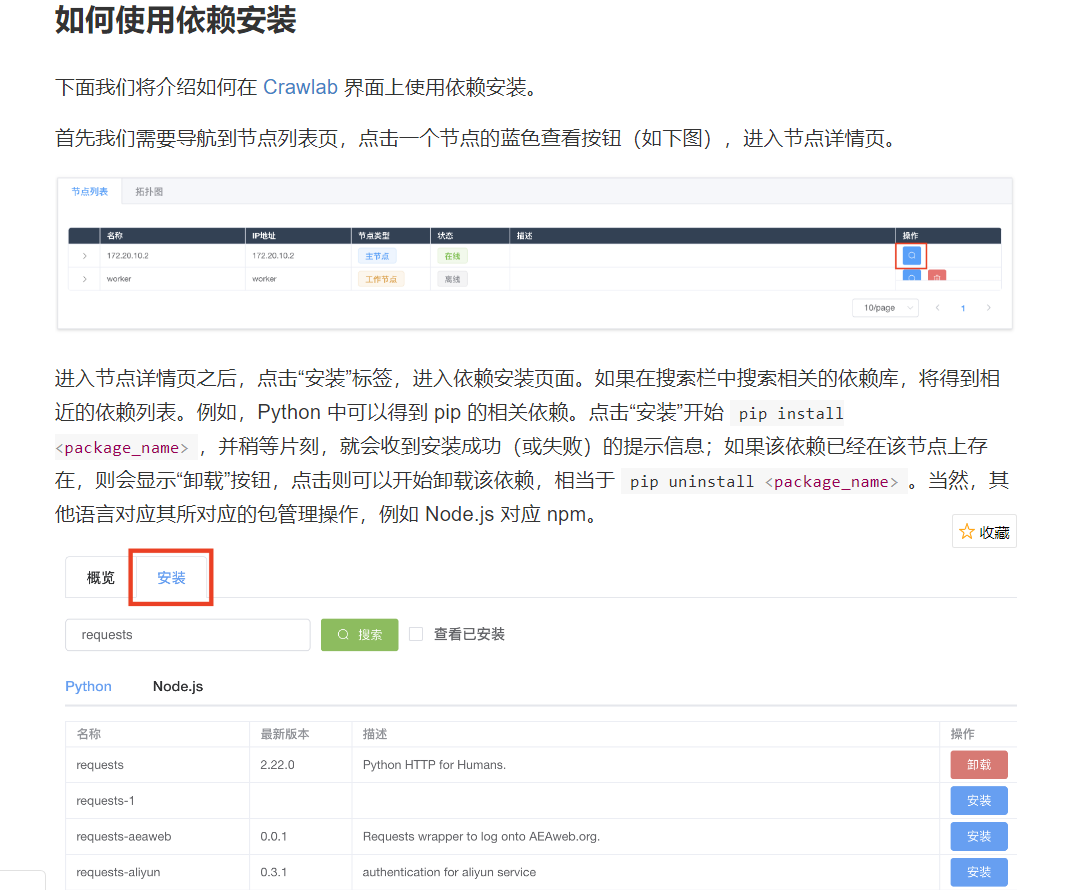 如何使用依赖安装
下面我们将介绍如何在 Crawlab 界面上使用依赖安装。
首先我们需要导航到节点列表页，点击一个节点的蓝色查看按钮（如下图），进入节点详情页。
节点列表 拓扑图
名称 IP地址 节点类型 状态 描述 操作
172.20.10.2 172.20.10.2 主节点 在线
worker worker 工作节点 离线
10/page 1
进入节点详情页之后，点击“安装”标签，进入依赖安装页面。如果在搜索栏中搜索相关的依赖库，将得到相
近的依赖列表。例如，Python 中可以得到 pip 的相关依赖。点击“安装”开始 pip install
<package_name> ，并稍等片刻，就会收到安装成功（或失败）的提示信息；如果该依赖已经在该节点上存
在，则会显示“卸载”按钮，点击则可以开始卸载该依赖，相当于 pip uninstall <package_name> 。当然，其
他语言对应其所对应的包管理操作，例如 Node.js 对应 npm。
收藏
概览 安装
requests 搜索 查看已安装
Python Node.js
名称 最新版本 描述 操作
requests 2.22.0 Python HTTP for Humans. 卸载
requests-1 安装
requests-aeaweb 0.0.1 Requests wrapper to log onto AEAweb.org. 安装
requests-aliyun 0.3.1 authentication for aliyun service 安装